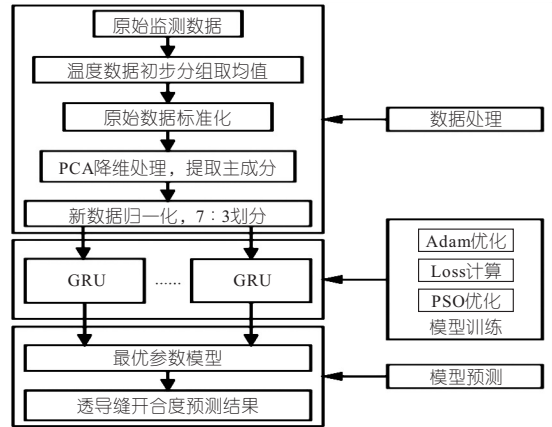 原始监测数据
温度数据初步分组取均值
原始数据标准化
数据处理
PCA降维处理，提取主成分
新数据归一化，7：3划分
GRU ...... GRU
Adam优化
Loss计算
PSO优化
模型训练
最优参数模型
模型预测
诱导缝开合度预测结果